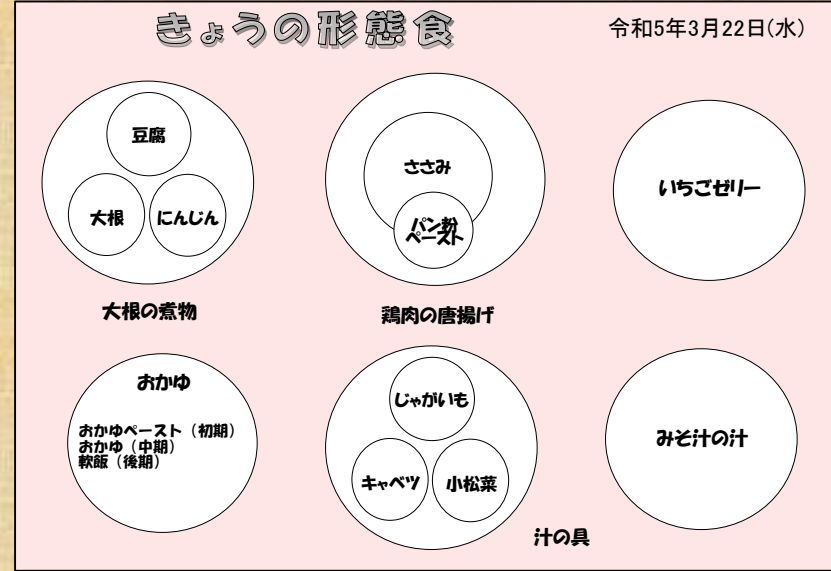 きょうの形態食
令和5年3月22日(水)
豆腐
大根
にんじん
大根の煮物
ささみ
パン粉
ペースト
鶏肉の唐揚げ
いちごゼリー
おかゆ
おかゆペースト（初期）
おかゆ（中期）
軟飯（後期）
じゃがいも
キャベツ
小松菜
汁の具
みそ汁の汁